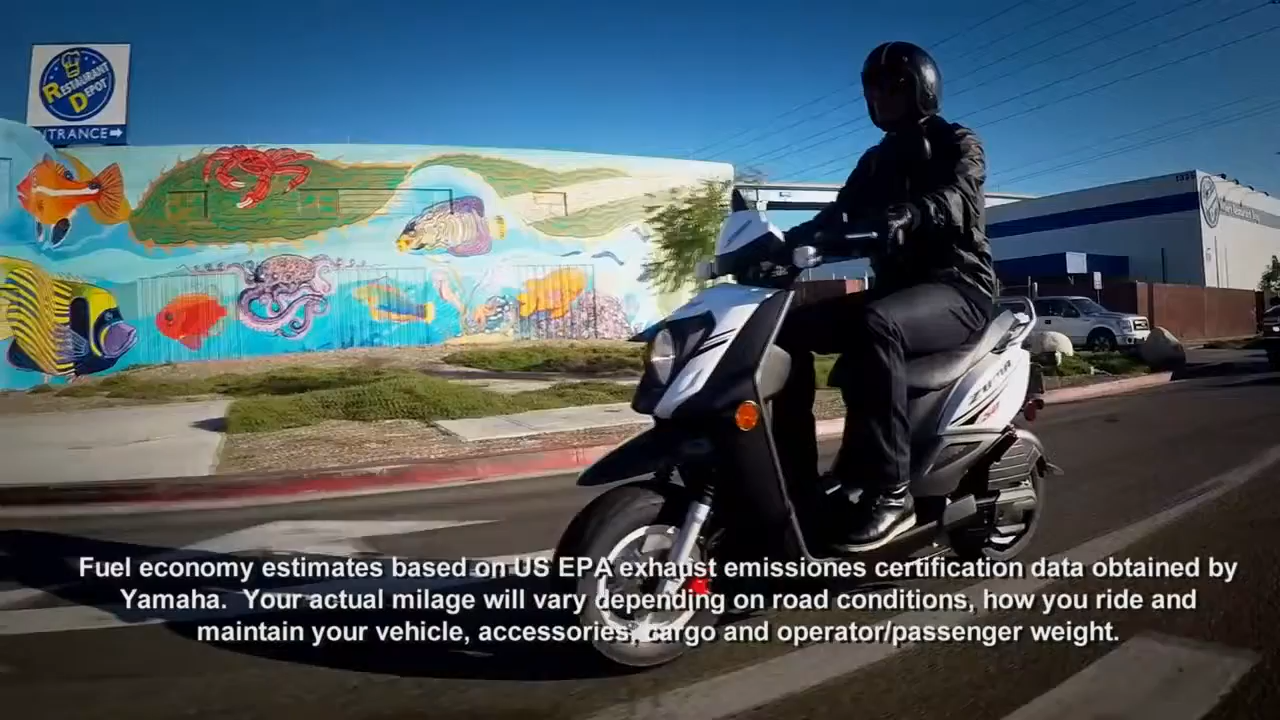 RESTAURANT
DEPOT
NTRANCE
ZUMA
Fuel economy estimates based on US EPA exhaust emissiones certification data obtained by
Yamaha. Your actual milage will vary depending on road conditions, how you ride and
maintain your vehicle, accessories, cargo and operator/passenger weight.